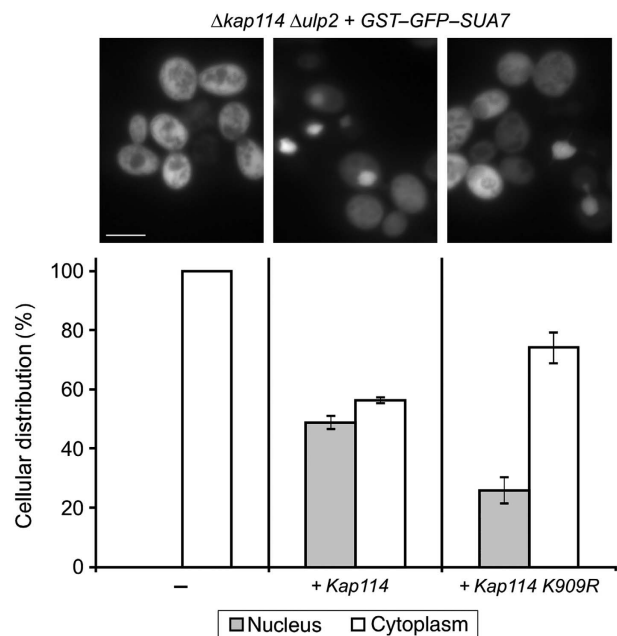 Δkap114 Δulp2 + GST–GFP–SUA7
100
80
60
40
20
0
Cellular distribution (%)
–
+ Kap114
+ Kap114 K909R
Nucleus
Cytoplasm